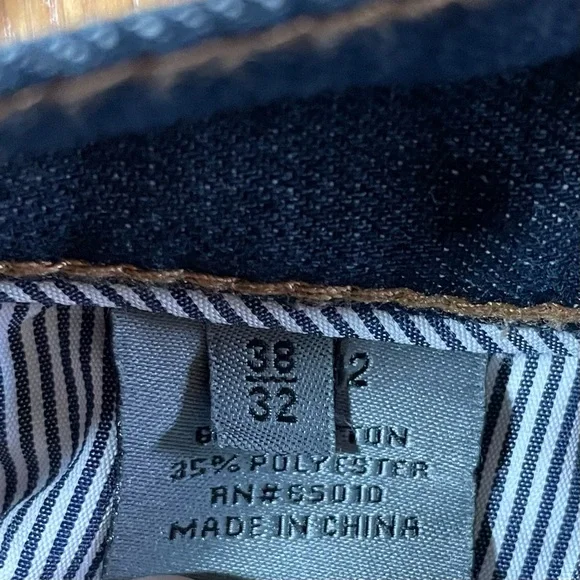 38
32
2
TON
35% POLYESTER
RN#65010
MADE IN CHINA